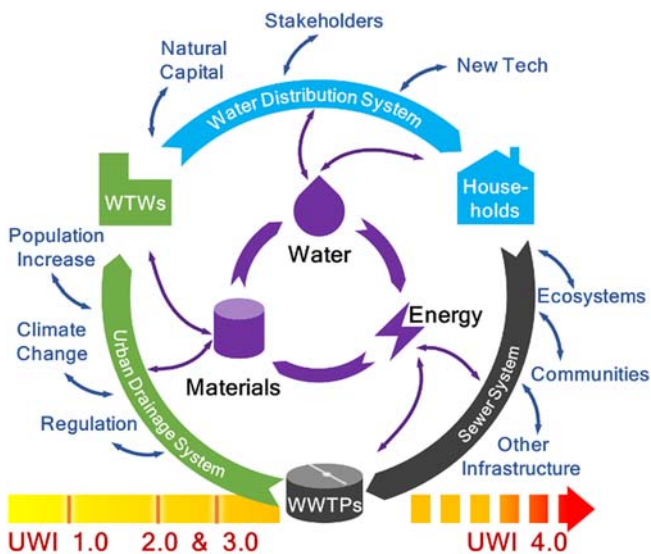 Stakeholders
Natural
Capital
New Tech
Water Distribution System
WTWs
House-
holds
Water
Population
Increase
Energy
Ecosystems
Climate
Change
Materials
Communities
Regulation
Urban Drainage System
Sewer System
Other
Infrastructure
WWTPs
UWI 1.0 2.0 & 3.0 UWI 4.0